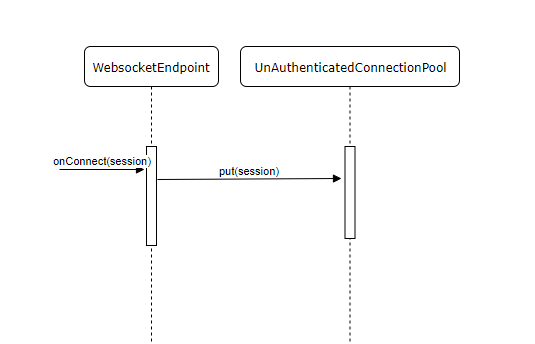 WebsocketEndpoint
UnAuthenticatedConnectionPool
onConnect(session)
put(session)